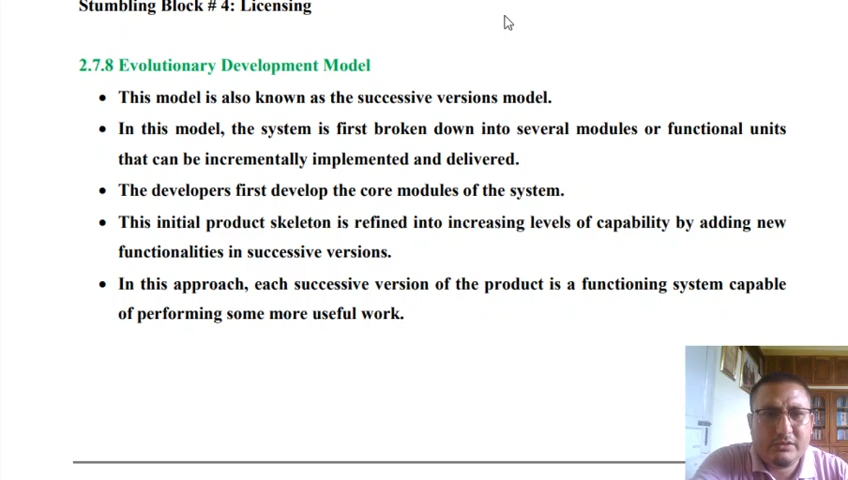 Stumbling Block # 4: Licensing
2.7.8 Evolutionary Development Model
• This model is also known as the successive versions model.
• In this model, the system is first broken down into several modules or functional units
that can be incrementally implemented and delivered.
• The developers first develop the core modules of the system.
• This initial product skeleton is refined into increasing levels of capability by adding new
functionalities in successive versions.
• In this approach, each successive version of the product is a functioning system capable
of performing some more useful work.